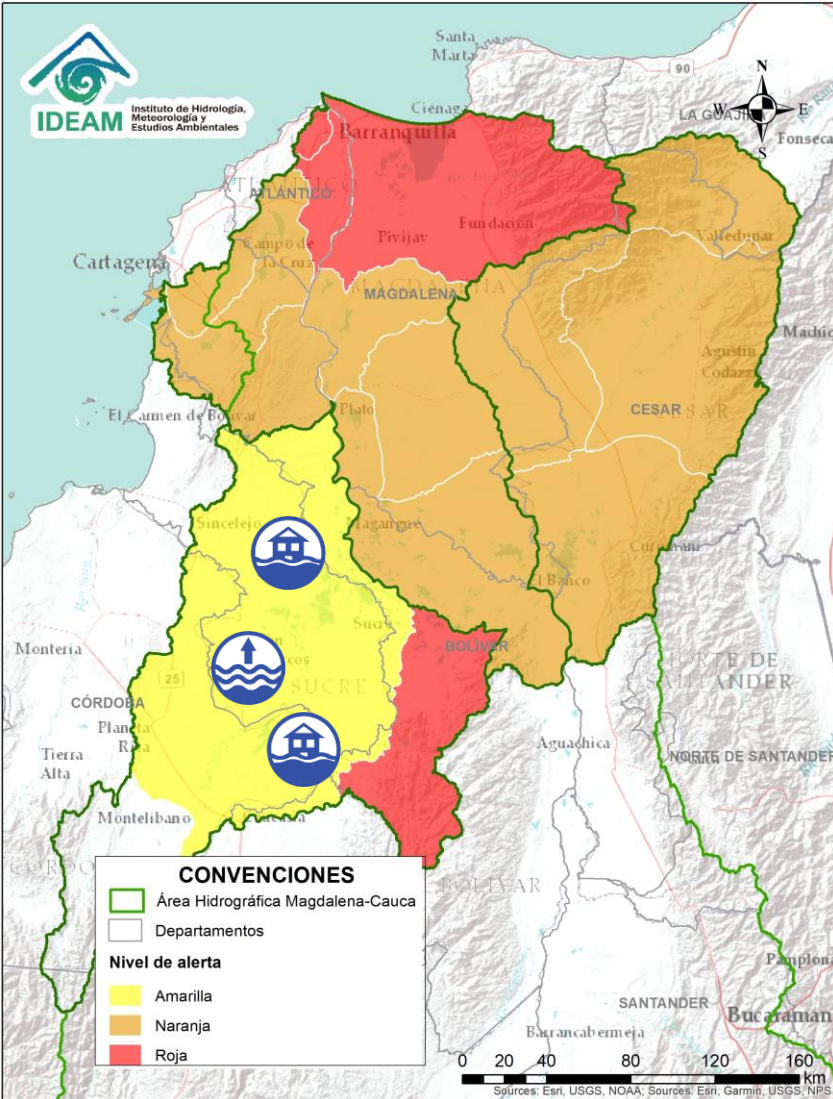 IDEAM
Instituto de Hidrología,
Meteorología y
Estudios Ambientales
Santa
Marta
90
N
W
E
S
Ciénaga
LA GUAJIR
Fonseca
Barranquilla
ATLÁNTICO
Fundación
Pivijay
Valledupar
Campo de
la Cruz
Cartagena
MAGDALENA
Agustín
Codazzi
El Carmen de Bolívar
Plato
CESAR
CESAR
Sincelejo
Magangué
El Banco
Sucre
Montería
BOLÍVAR
25
SUCRE
CÓRDOBA
NORTE DE
SANTANDER
Planeta
Rica
Aguachica
Tierra
Alta
NORTE DE SANTANDER
Montelíbano
BOLÍVAR
CONVENCIONES
Área Hidrográfica Magdalena-Cauca
Departamentos
Nivel de alerta
Amarilla
Naranja
Roja
Pamplona
SANTANDER
Bucaraman
Barrancabermeja
0 20 40 80 120 160
km
Sources: Esri, USGS, NOAA; Sources: Esri, Garmin, USGS, NPS